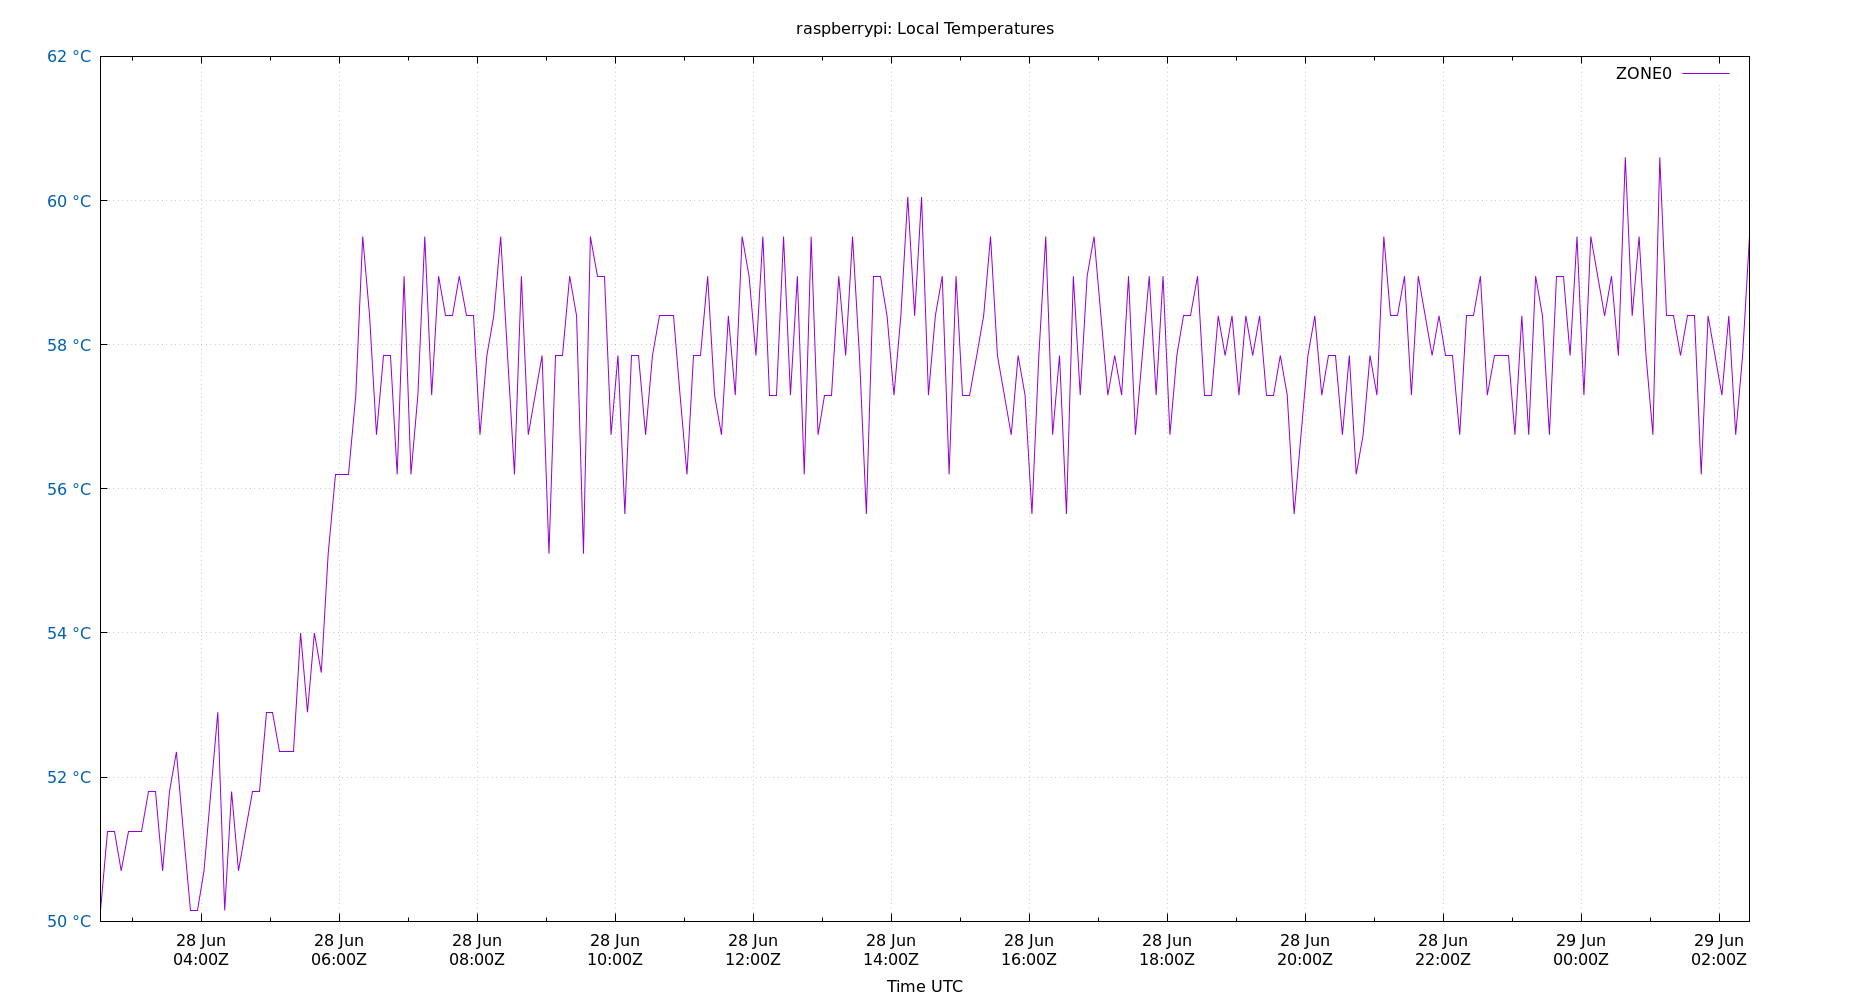 raspberrypi: Local Temperatures
62 °C
ZONE0
60 °C
58 °C
56 °C
54 °C
52 °C
50 °C
28 Jun 28 Jun 28 Jun 28 Jun 28 Jun 28 Jun 28 Jun 28 Jun 28 Jun 28 Jun 29 Jun 29 Jun
04:00Z 06:00Z 08:00Z 10:00Z 12:00Z 14:00Z 16:00Z 18:00Z 20:00Z 22:00Z 00:00Z 02:00Z
Time UTC